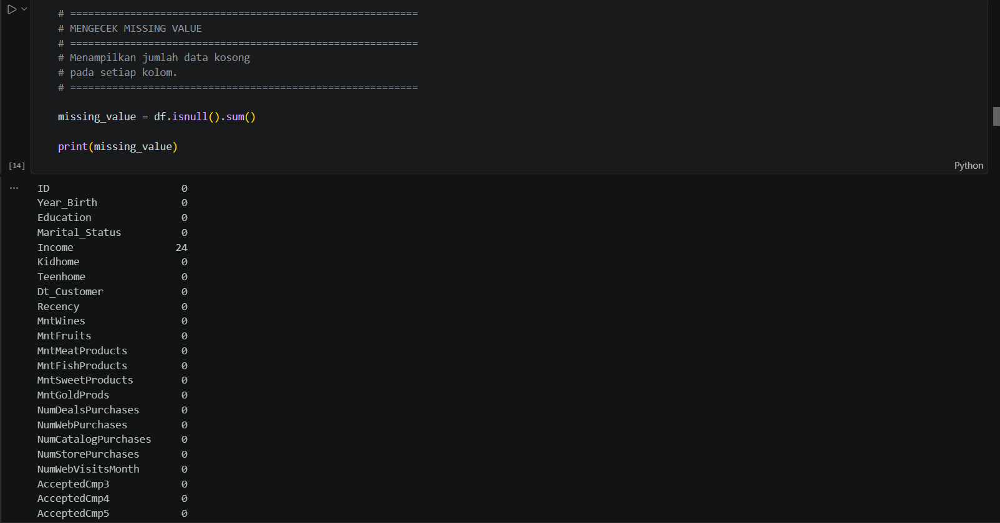 # ==========================================================
# MENGECEK MISSING VALUE
# ==========================================================
# Menampilkan jumlah data kosong
# pada setiap kolom.
# ==========================================================
missing_value = df.isnull().sum()
print(missing_value)
[14]
Python
...
ID 0
Year_Birth 0
Education 0
Marital_Status 0
Income 24
Kidhome 0
Teenhome 0
Dt_Customer 0
Recency 0
MntWines 0
MntFruits 0
MntMeatProducts 0
MntFishProducts 0
MntSweetProducts 0
MntGoldProds 0
NumDealsPurchases 0
NumWebPurchases 0
NumCatalogPurchases 0
NumStorePurchases 0
NumWebVisitsMonth 0
AcceptedCmp3 0
AcceptedCmp4 0
AcceptedCmp5 0